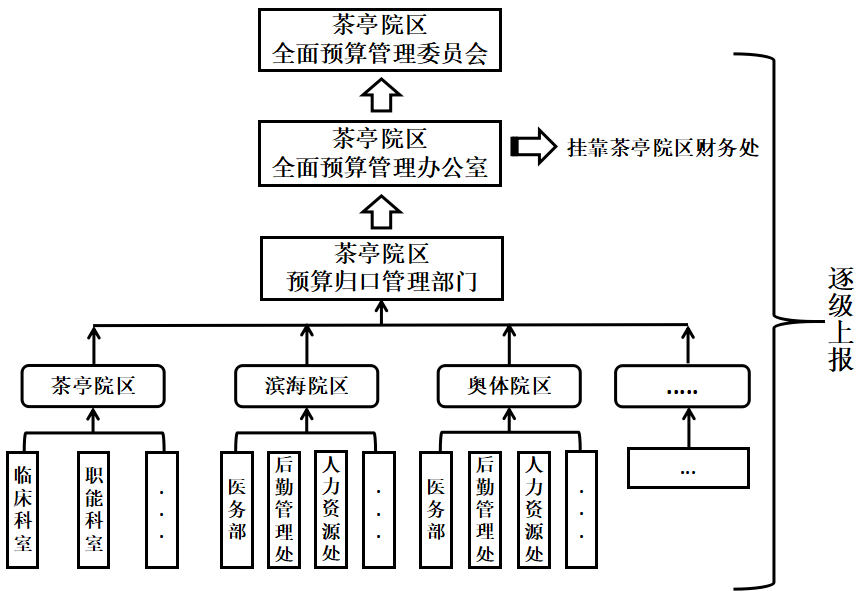 茶亭院区
全面预算管理委员会
茶亭院区
全面预算管理办公室
挂靠茶亭院区财务处
茶亭院区
预算归口管理部门
逐级上报
茶亭院区
滨海院区
奥体院区
.....
临床科室
职能科室
...
医务部
后勤管理处
人力资源处
...
医务部
后勤管理处
人力资源处
...
...